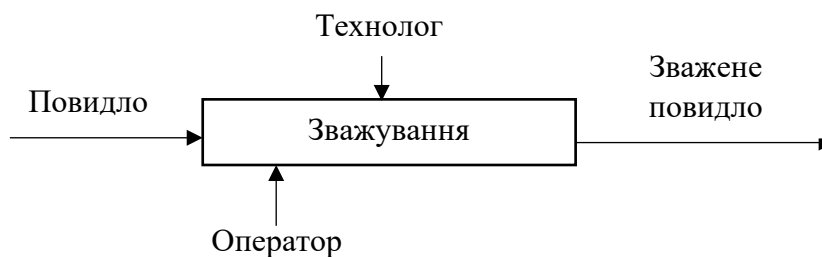 Технолог
Зважене
повидло
Повидло
Зважування
Оператор